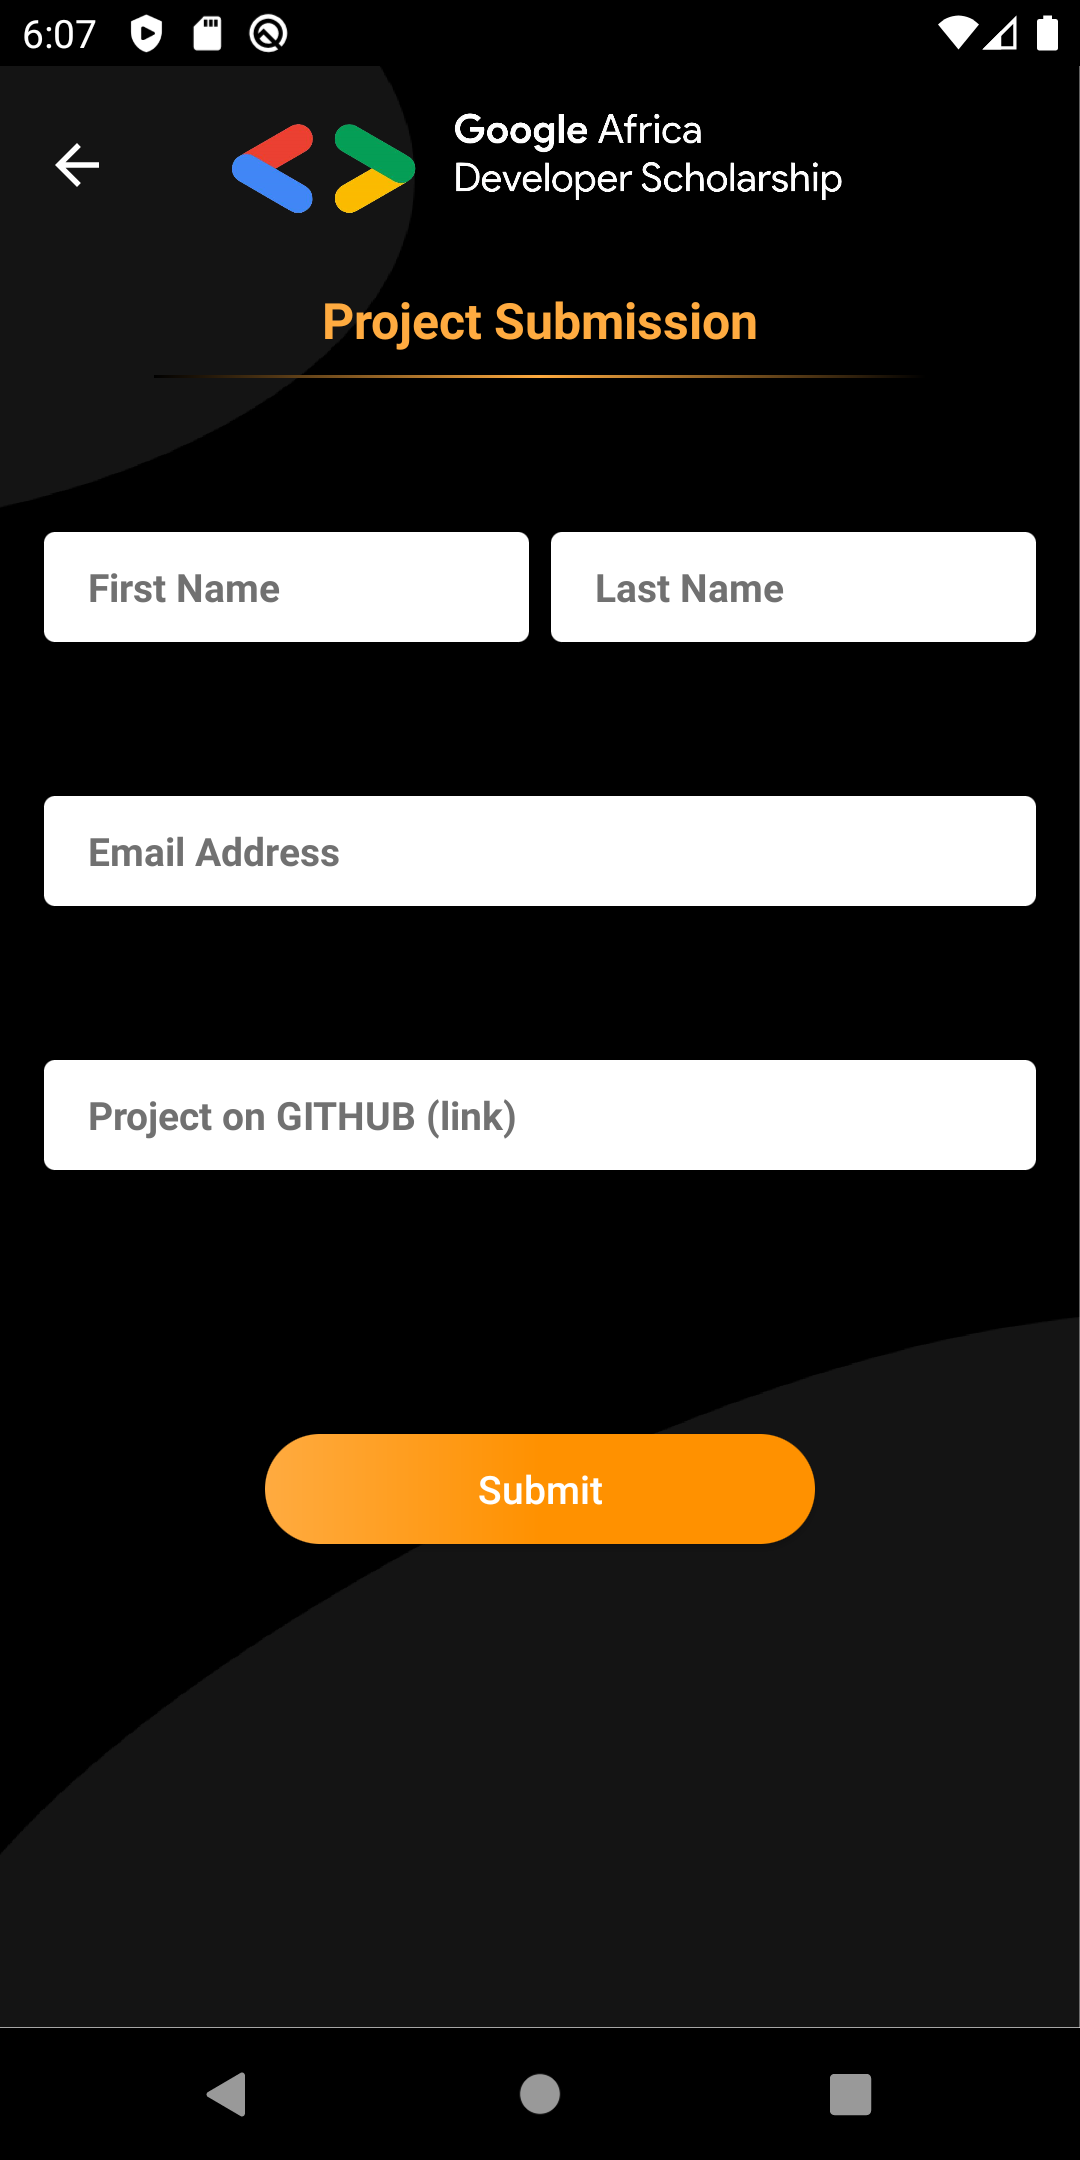 6:07
Google Africa
Developer Scholarship
Project Submission
First Name
Last Name
Email Address
Project on GITHUB (link)
Submit